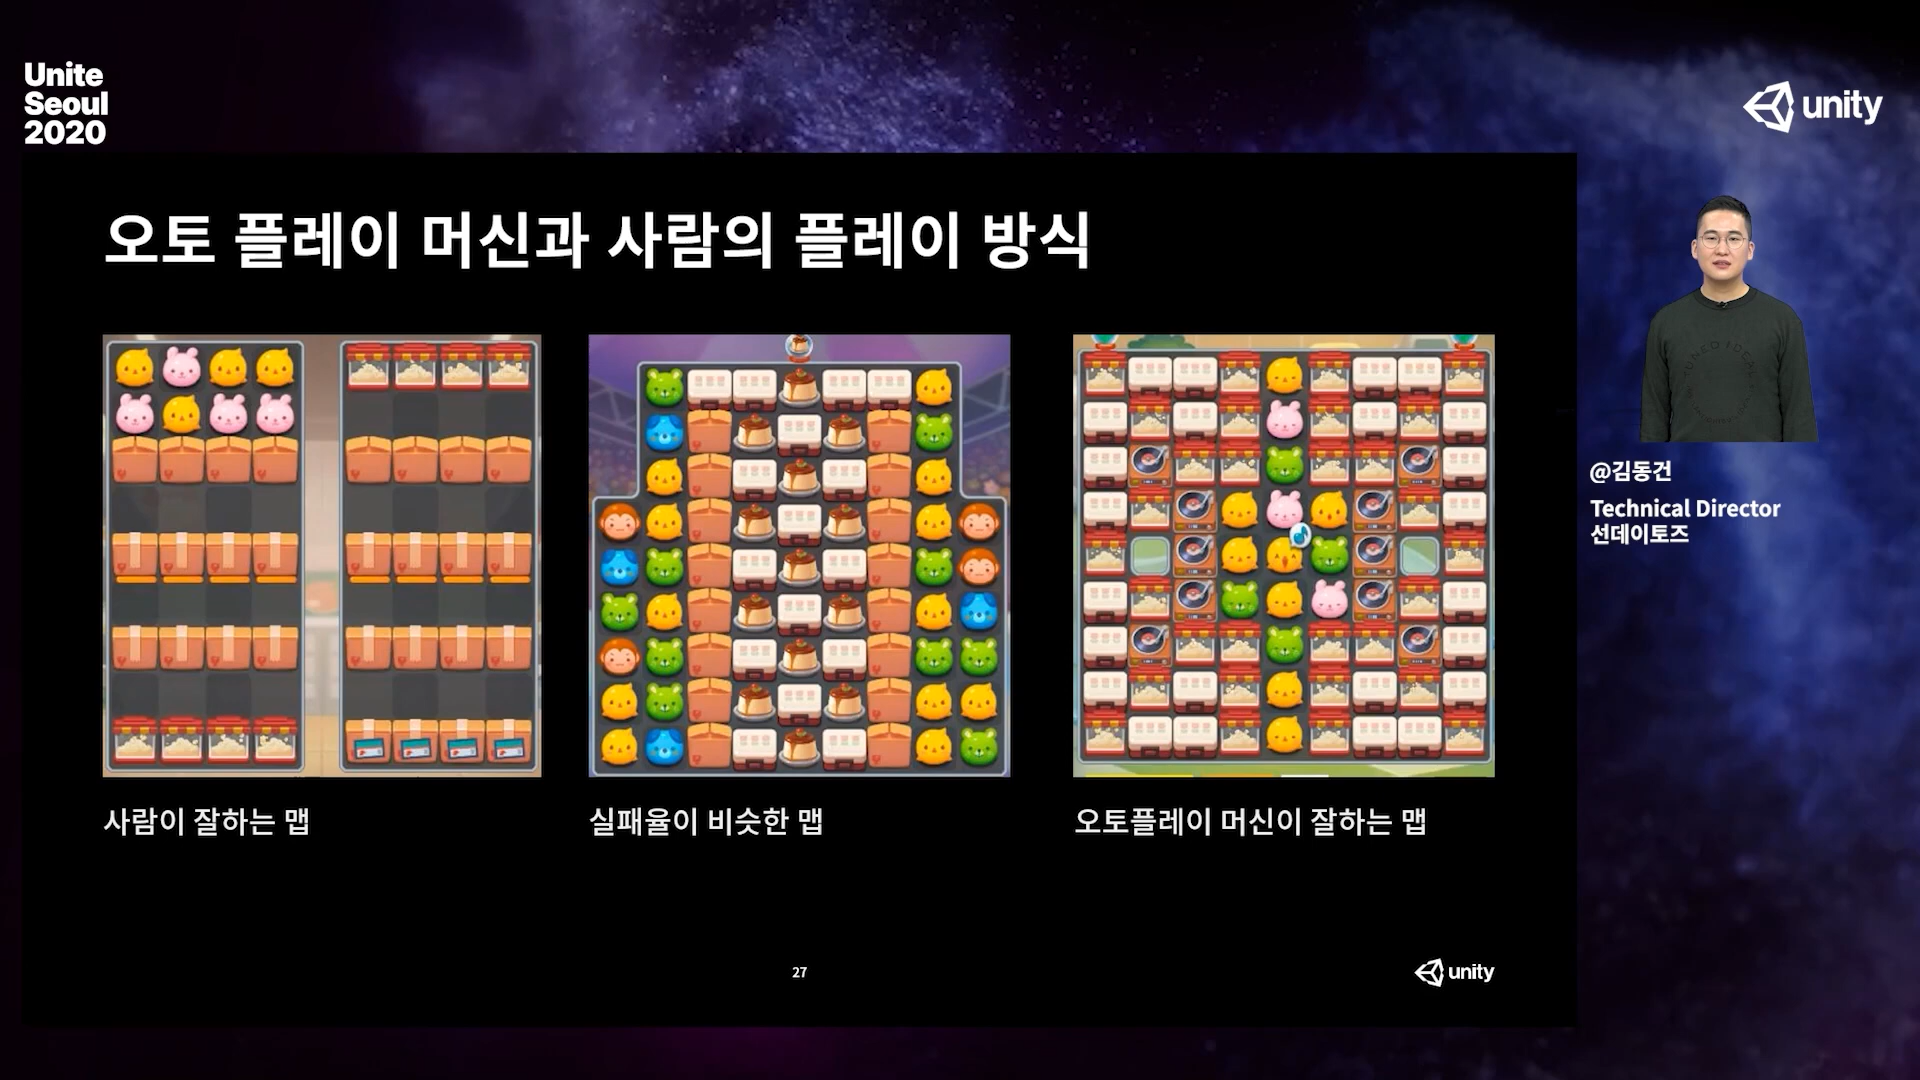 Unite
Seoul
2020
unity
오토 플레이 머신과 사람의 플레이 방식
사람이 잘하는 맵
실패율이 비슷한 맵
오토플레이 머신이 잘하는 맵
@김동건
Technical Director
선데이토즈
27
unity